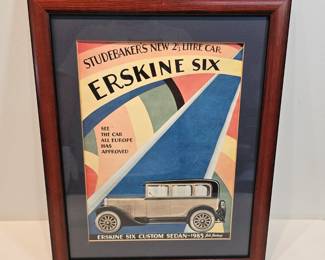 STUDEBAKER'S NEW 2½ LITRE CAR
ERSKINE SIX
SEE
THE CAR
ALL EUROPE
HAS
APPROVED
ERSKINE SIX CUSTOM SEDAN - $985